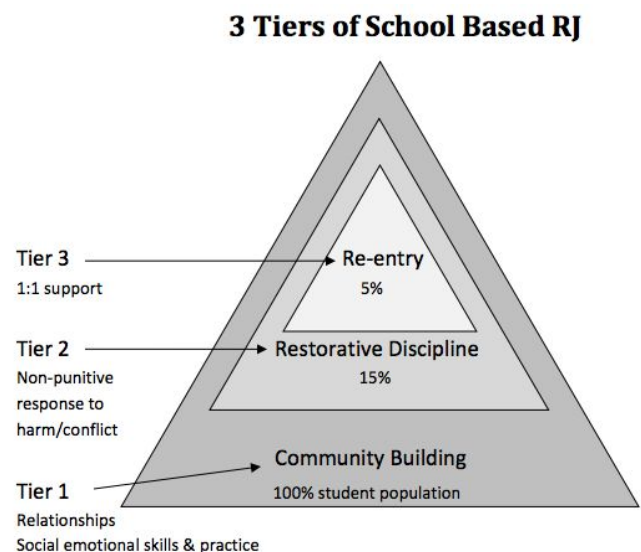 3 Tiers of School Based RJ
Tier 3
1:1 support
Re-entry
5%
Tier 2
Non-punitive
response to
harm/conflict
Restorative Discipline
15%
Community Building
100% student population
Tier 1
Relationships
Social emotional skills & practice